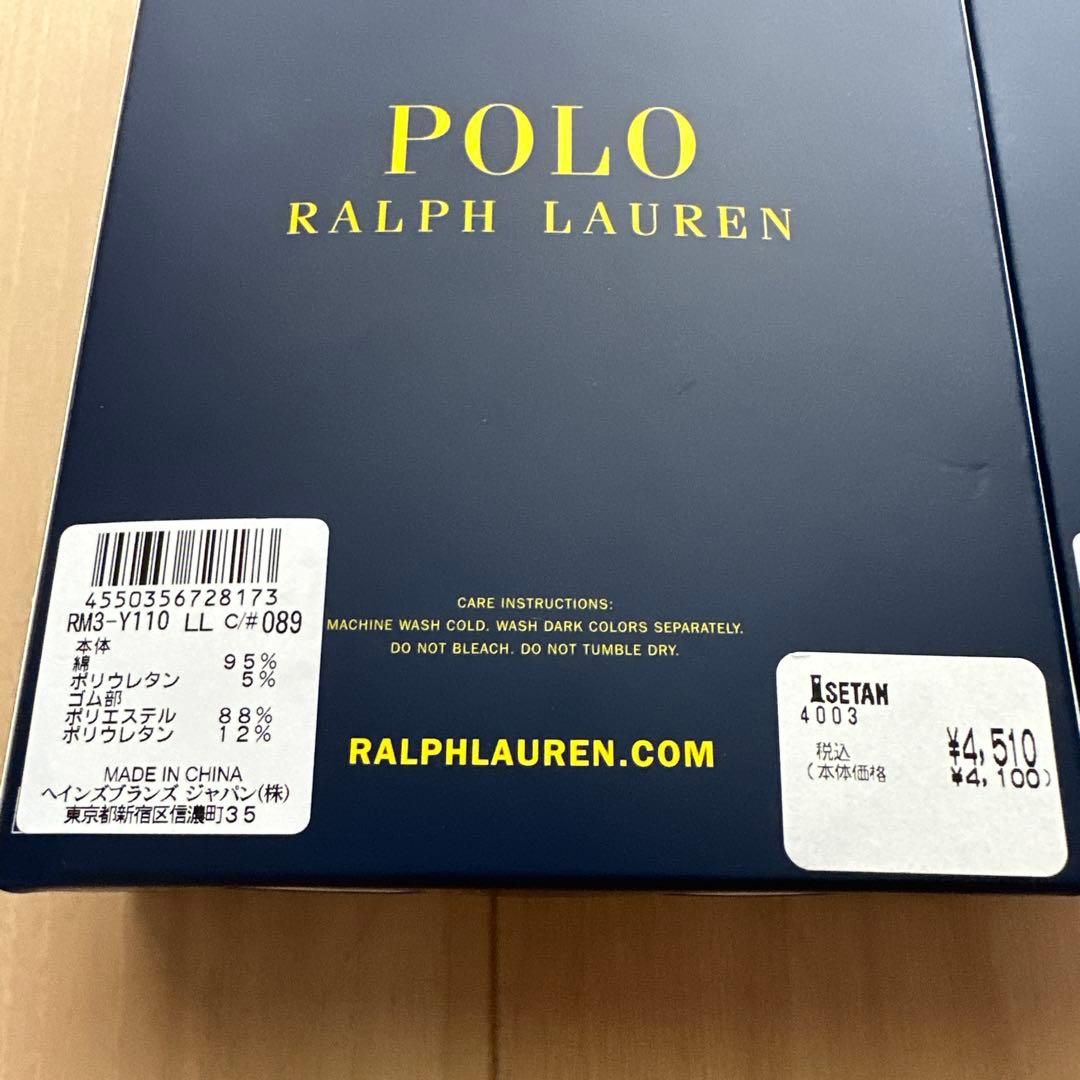 POLO
RALPH LAUREN
4550356728173
RM3-Y110 LL C/#089
本体
綿 95%
ポリウレタン 5%
ゴム部
ポリエステル 88%
ポリウレタン 12%
MADE IN CHINA
ヘインズブランズ ジャパン(株)
東京都新宿区信濃町35
CARE INSTRUCTIONS:
MACHINE WASH COLD. WASH DARK COLORS SEPARATELY.
DO NOT BLEACH. DO NOT TUMBLE DRY.
RALPHLAUREN.COM
ISETAN
4003
税込 ¥4,510
(本体価格 ¥4,100)